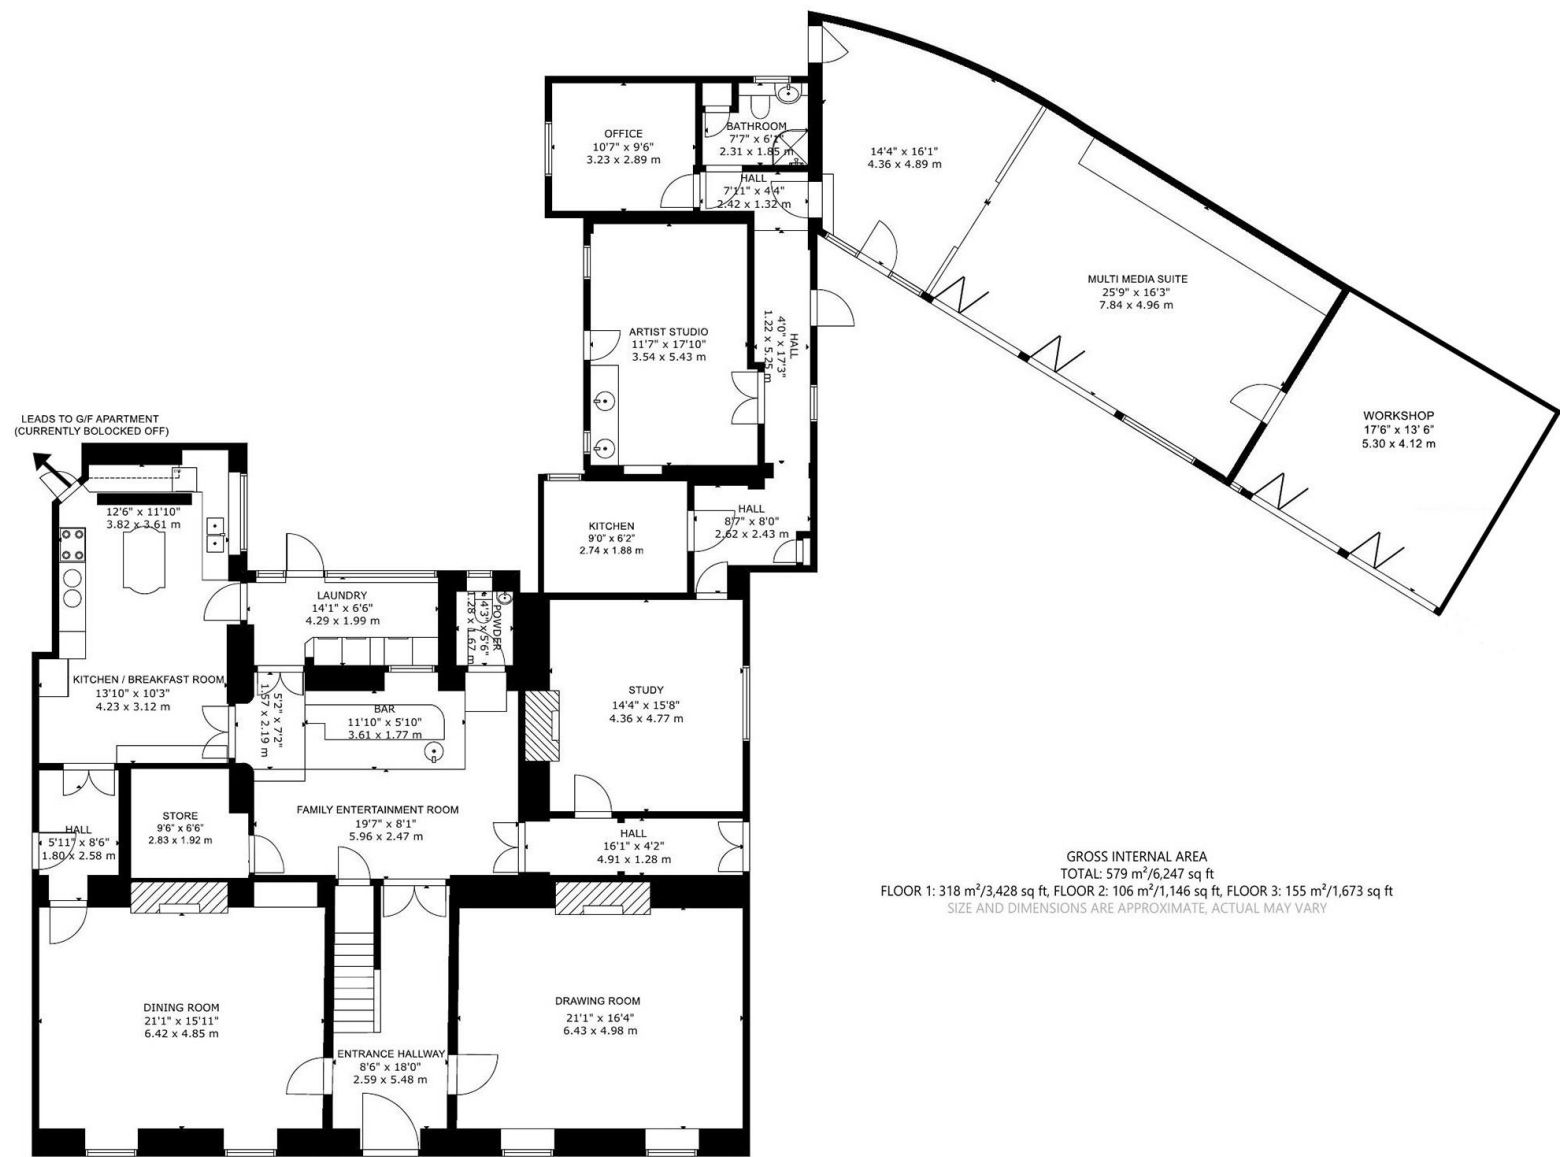 OFFICE
10'7" x 9'6"
3.23 x 2.89 m
BATHROOM
7'7" x 6'1"
2.31 x 1.85 m
HALL
7'11" x 4'4"
2.42 x 1.32 m
14'4" x 16'1"
4.36 x 4.89 m
MULTI MEDIA SUITE
25'9" x 16'3"
7.84 x 4.96 m
WORKSHOP
17'6" x 13' 6"
5.30 x 4.12 m
ARTIST STUDIO
11'7" x 17'10"
3.54 x 5.43 m
HALL
4'0" x 17'3"
1.22 x 5.25 m
LEADS TO G/F APARTMENT
(CURRENTLY BOLOCKED OFF)
12'6" x 11'10"
3.82 x 3.61 m
KITCHEN
9'0" x 6'2"
2.74 x 1.88 m
HALL
8'7" x 8'0"
2.62 x 2.43 m
LAUNDRY
14'1" x 6'6"
4.29 x 1.99 m
POWDER
4'3" x 5'6"
1.28 x 1.67 m
KITCHEN / BREAKFAST ROOM
13'10" x 10'3"
4.23 x 3.12 m
5'2" x 7'2"
1.57 x 2.19 m
BAR
11'10" x 5'10"
3.61 x 1.77 m
STUDY
14'4" x 15'8"
4.36 x 4.77 m
HALL
5'11" x 8'6"
1.80 x 2.58 m
STORE
9'6" x 6'6"
2.83 x 1.92 m
FAMILY ENTERTAINMENT ROOM
19'7" x 8'1"
5.96 x 2.47 m
HALL
16'1" x 4'2"
4.91 x 1.28 m
DINING ROOM
21'1" x 15'11"
6.42 x 4.85 m
ENTRANCE HALLWAY
8'6" x 18'0"
2.59 x 5.48 m
DRAWING ROOM
21'1" x 16'4"
6.43 x 4.98 m
GROSS INTERNAL AREA
TOTAL: 579 m²/6,247 sq ft
FLOOR 1: 318 m²/3,428 sq ft, FLOOR 2: 106 m²/1,146 sq ft, FLOOR 3: 155 m²/1,673 sq ft
SIZE AND DIMENSIONS ARE APPROXIMATE, ACTUAL MAY VARY